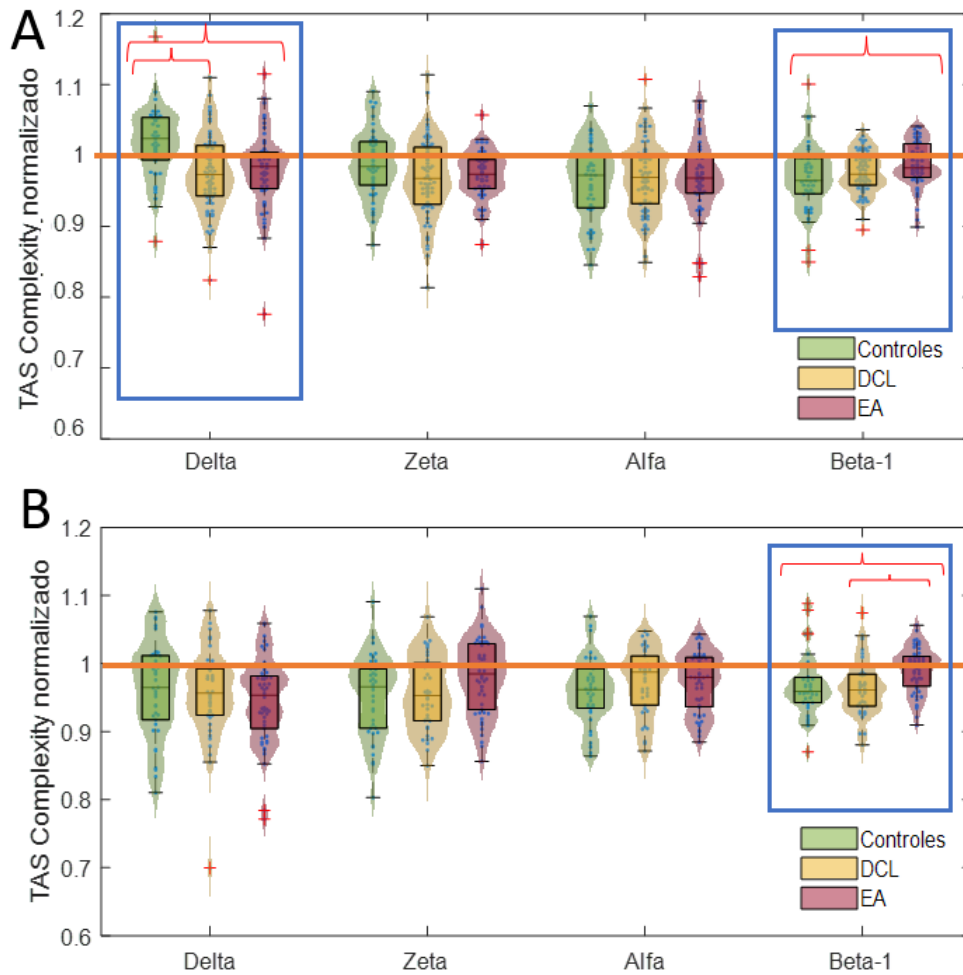 A
TAS Complexity normalizado
1.2
1.1
1
0.9
0.8
0.7
0.6
Controles
DCL
EA
Delta
Zeta
Alfa
Beta-1
B
TAS Complexity normalizado
1.2
1.1
1
0.9
0.8
0.7
0.6
Controles
DCL
EA
Delta
Zeta
Alfa
Beta-1